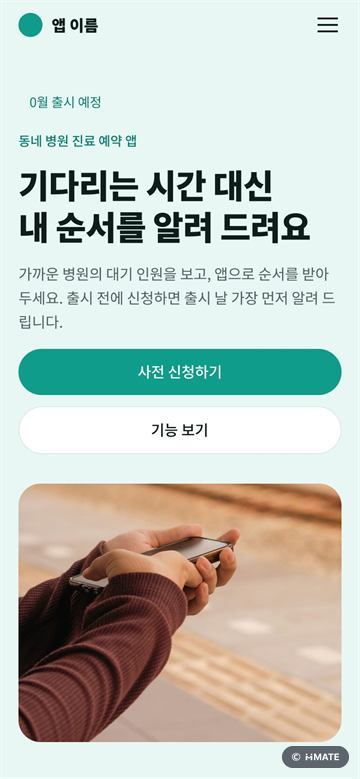 앱 이름
0월 출시 예정
동네 병원 진료 예약 앱
기다리는 시간 대신
내 순서를 알려 드려요
가까운 병원의 대기 인원을 보고, 앱으로 순서를 받아
두세요. 출시 전에 신청하면 출시 날 가장 먼저 알려 드
립니다.
사전 신청하기
기능 보기
© HMATE